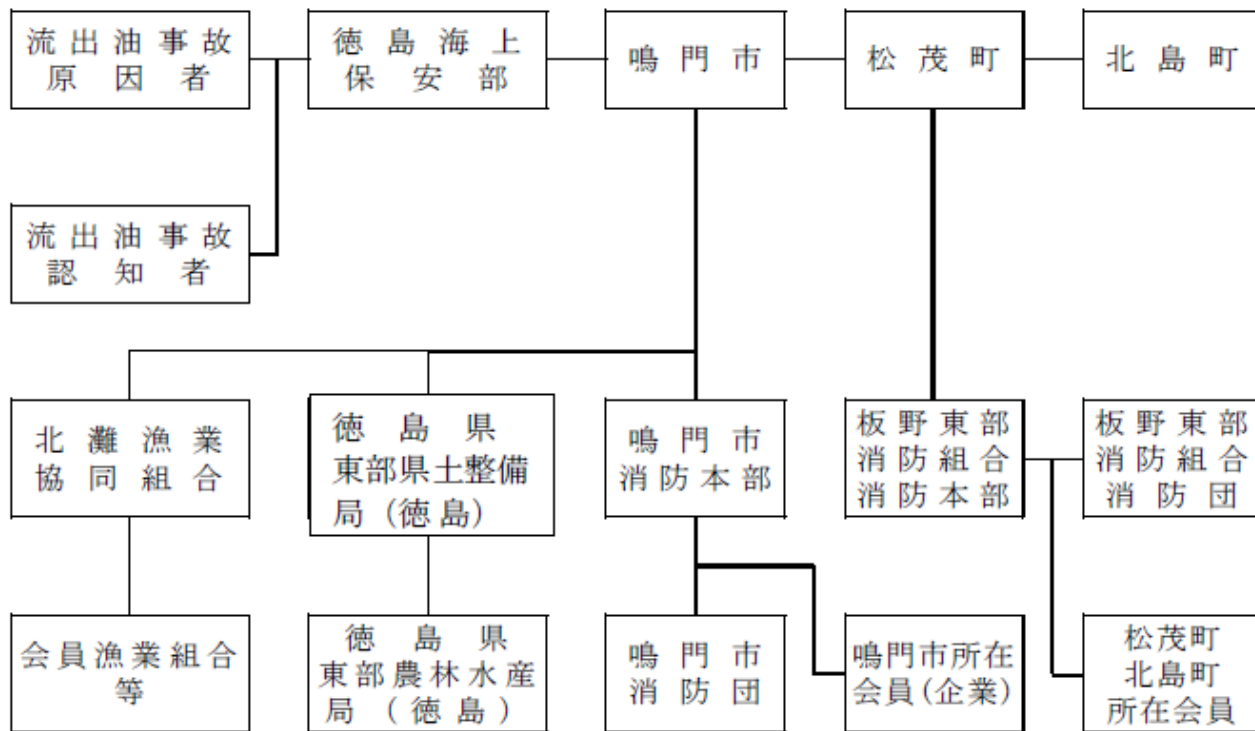 流出油事故
原因者
徳島海上
保安部
鳴門市
松茂町
北島町
流出油事故
認知者
北灘漁業
協同組合
徳島県
東部県土整備
局(徳島)
鳴門市
消防本部
板野東部
消防組合
消防本部
板野東部
消防組合
消防団
会員漁業組合
等
徳島県
東部農林水産
局(徳島)
鳴門市
消防団
鳴門市所在
会員(企業)
松茂町
北島町
所在会員